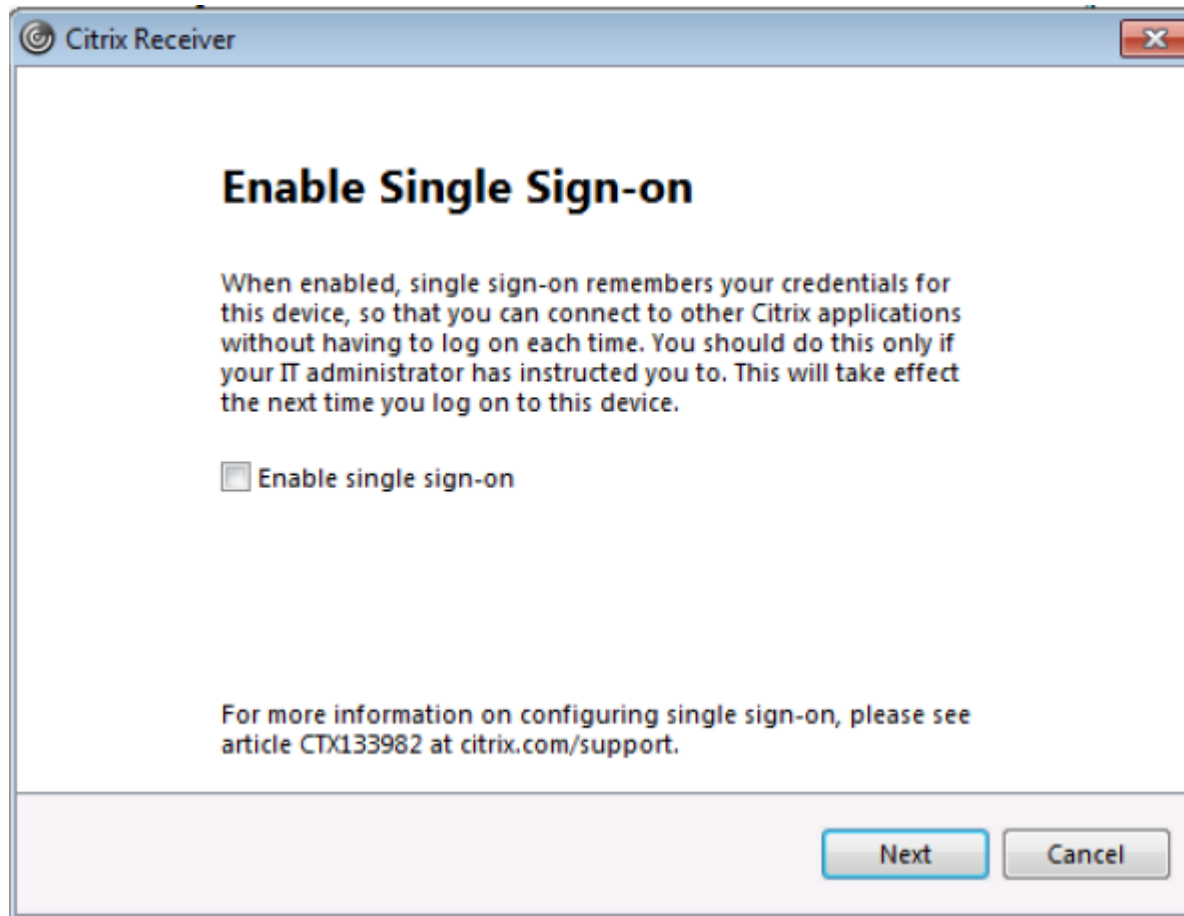 Citrix Receiver
Enable Single Sign-on
When enabled, single sign-on remembers your credentials for
this device, so that you can connect to other Citrix applications
without having to log on each time. You should do this only if
your IT administrator has instructed you to. This will take effect
the next time you log on to this device.
Enable single sign-on
For more information on configuring single sign-on, please see
article CTX133982 at citrix.com/support.
Next
Cancel